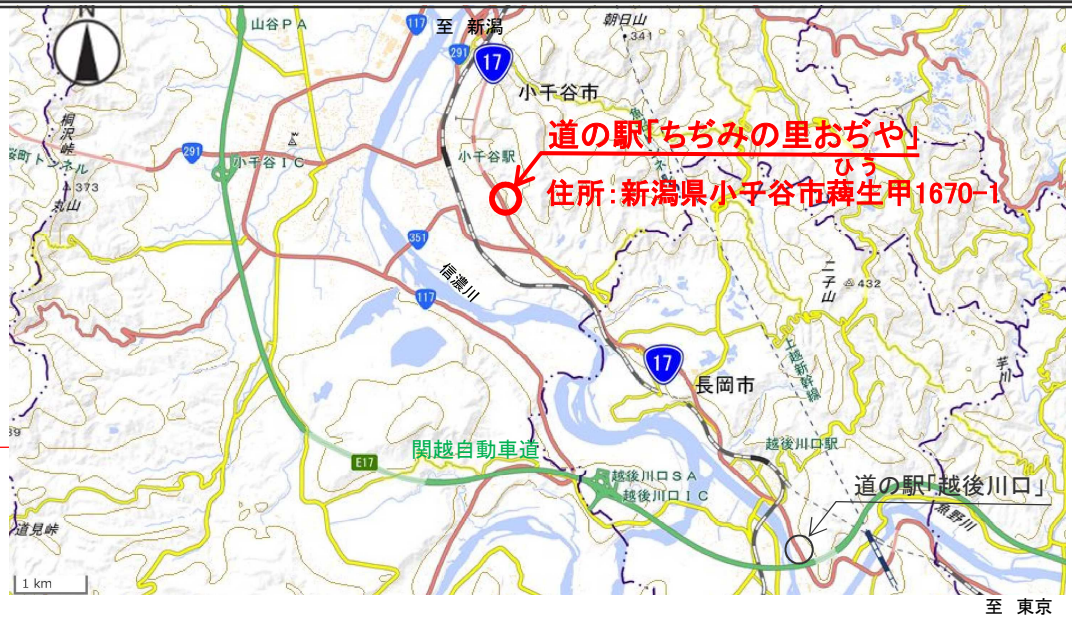 N
山谷PA
117
至 新潟
291
17
朝日山
341
小千谷市
桐沢峠
291
小千谷IC
小千谷駅
道の駅「ちぢみの里おぢや」
ひう
住所:新潟県小千谷市薭生甲1670-1
トンネル
373
丸山
351
信濃川
117
二子山
432
17
長岡市
上越新幹線
芋川
関越自動車道
E17
越後川口駅
越後川口SA
越後川口IC
道の駅「越後川口」
魚野川
道見峠
1 km
至 東京